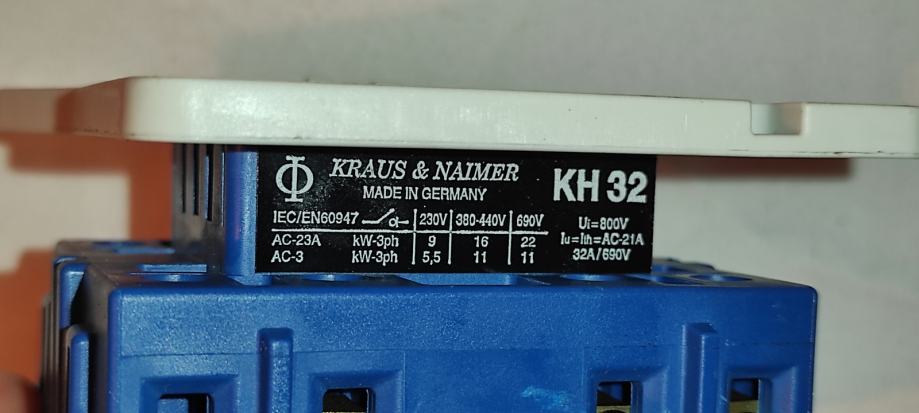 KRAUS & NAIMER
MADE IN GERMANY
KH 32
IEC/EN60947 230V 380-440V 690V
AC-23A kW-3ph 9 16 22
AC-3 kW-3ph 5,5 11 11
Ui=800V
Iu=Ith=AC-21A
32A/690V